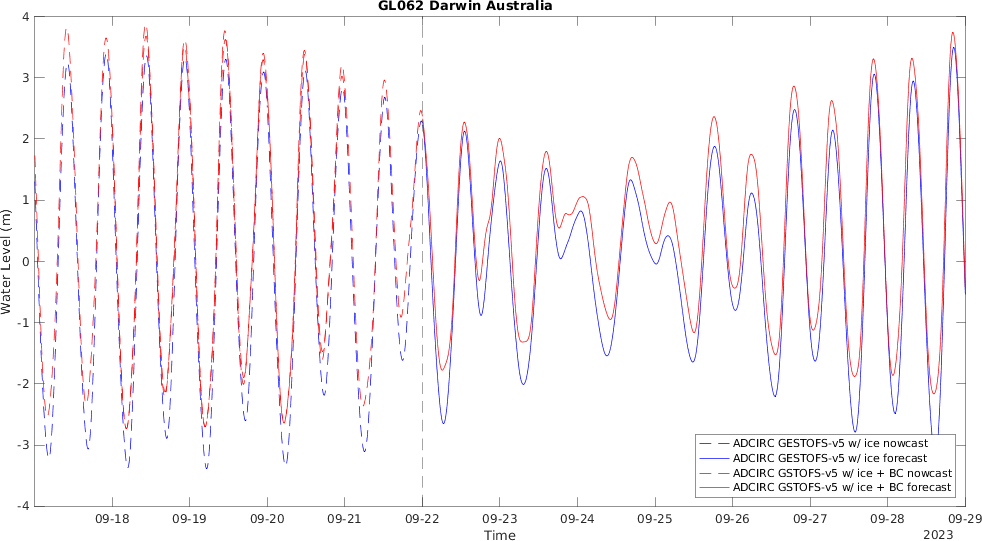 GL062 Darwin Australia
Water Level (m)
4
3
2
1
0
-1
-2
-3
-4
ADCIRC GESTOFS-v5 w/ ice nowcast
ADCIRC GESTOFS-v5 w/ ice forecast
ADCIRC GSTOFS-v5 w/ ice + BC nowcast
ADCIRC GSTOFS-v5 w/ ice + BC forecast
09-18 09-19 09-20 09-21 09-22 09-23 09-24 09-25 09-26 09-27 09-28 09-29
Time
2023